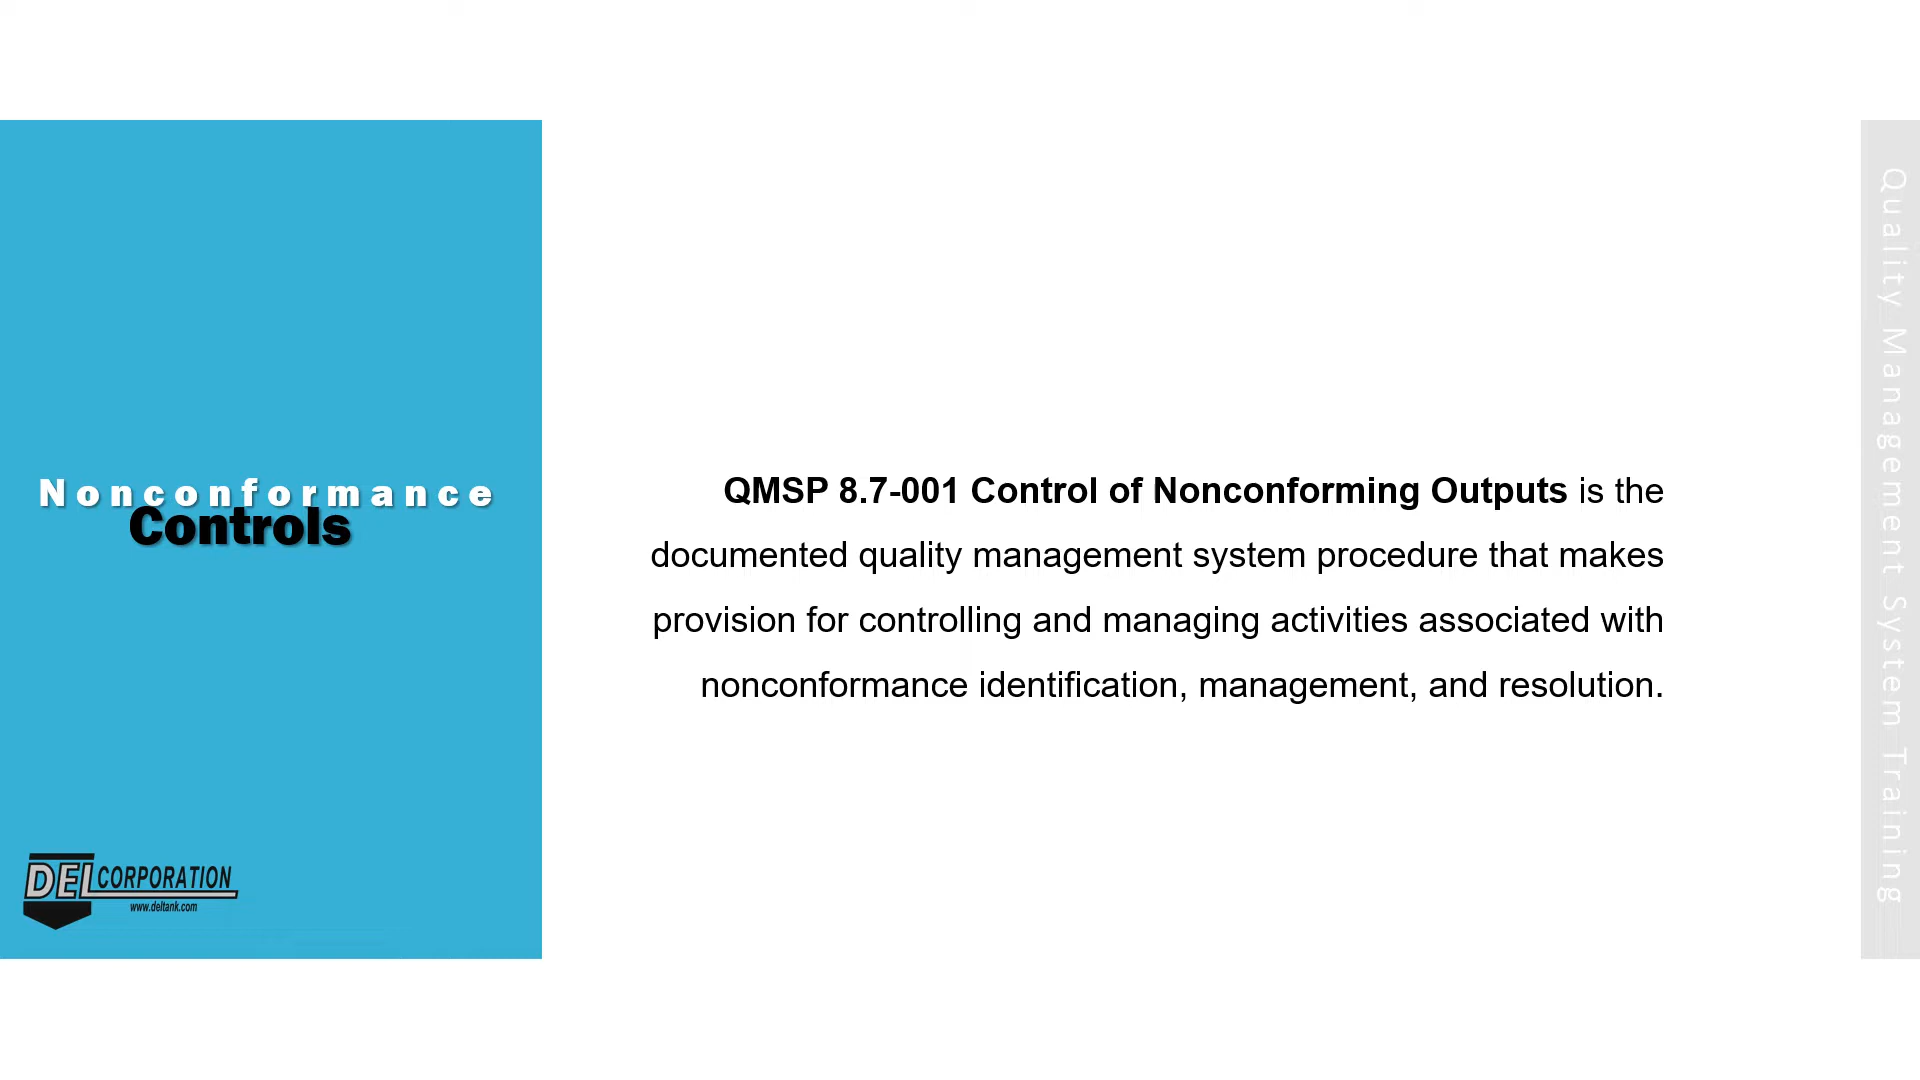 Nonconformance
Controls
QMSP 8.7-001 Control of Nonconforming Outputs is the
documented quality management system procedure that makes
provision for controlling and managing activities associated with
nonconformance identification, management, and resolution.
DEL CORPORATION
www.deltank.com
Quality Management System Training